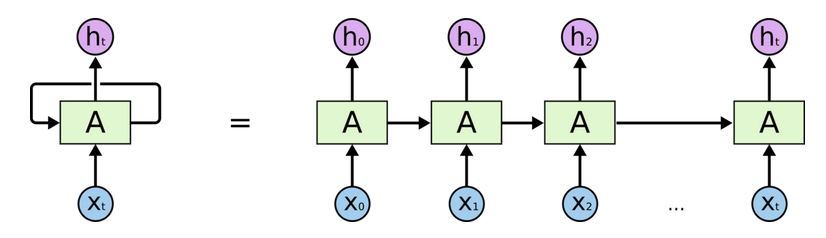 hₜ h₀ h₁ h₂ hₜ
A = A A A A
xₜ x₀ x₁ x₂ ... xₜ